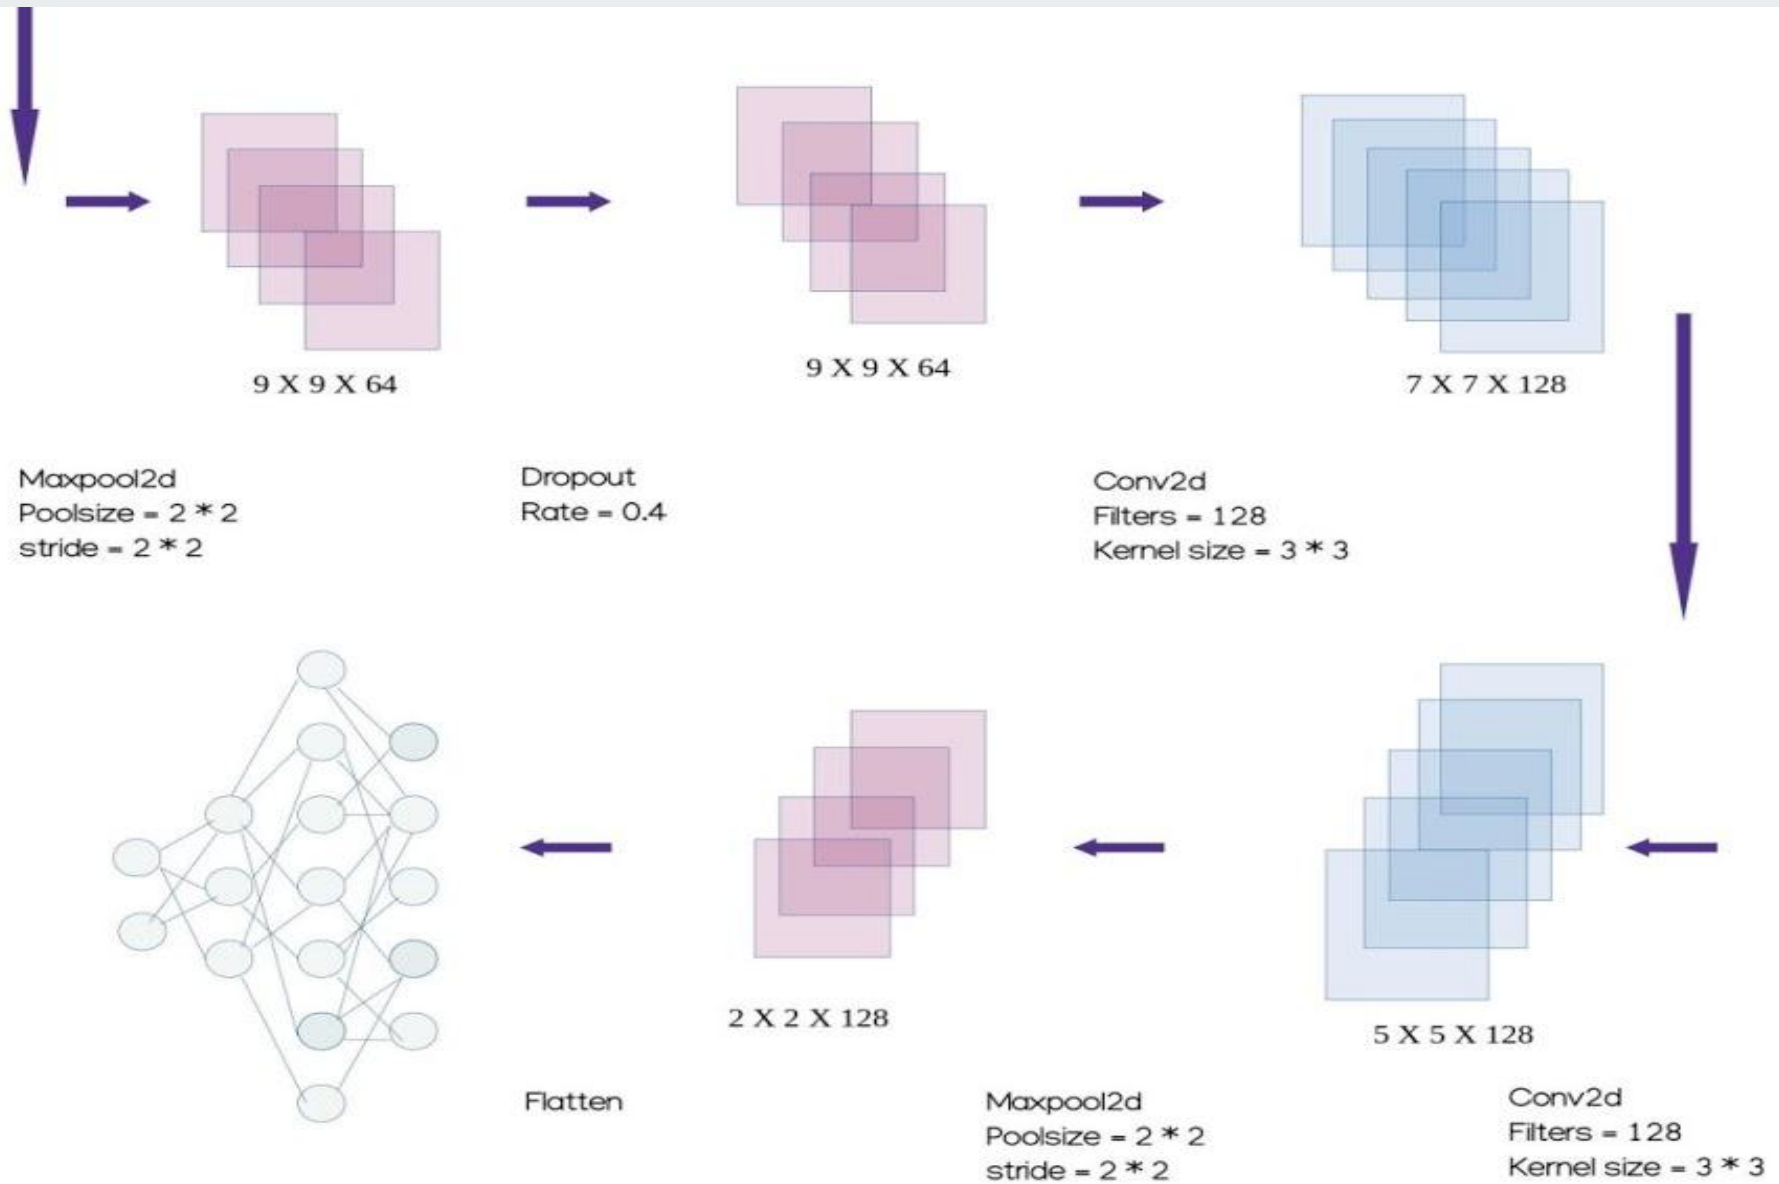 9 X 9 X 64
9 X 9 X 64
7 X 7 X 128
Maxpool2d
Poolsize = 2 * 2
stride = 2 * 2
Dropout
Rate = 0.4
Conv2d
Filters = 128
Kernel size = 3 * 3
2 X 2 X 128
5 X 5 X 128
Flatten
Maxpool2d
Poolsize = 2 * 2
stride = 2 * 2
Conv2d
Filters = 128
Kernel size = 3 * 3